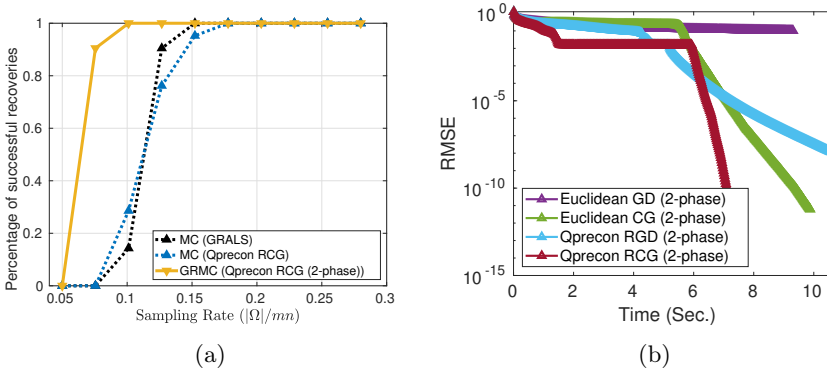 1
0.8
0.6
0.4
0.2
0
Percentage of successful recoveries
MC (GRALS)
MC (Qprecon RCG)
GRMC (Qprecon RCG (2-phase))
0.05 0.1 0.15 0.2 0.25 0.3
Sampling Rate (|Ω|/mn)
(a)
10^0
10^-5
10^-10
10^-15
RMSE
Euclidean GD (2-phase)
Euclidean CG (2-phase)
Qprecon RGD (2-phase)
Qprecon RCG (2-phase)
0 2 4 6 8 10
Time (Sec.)
(b)